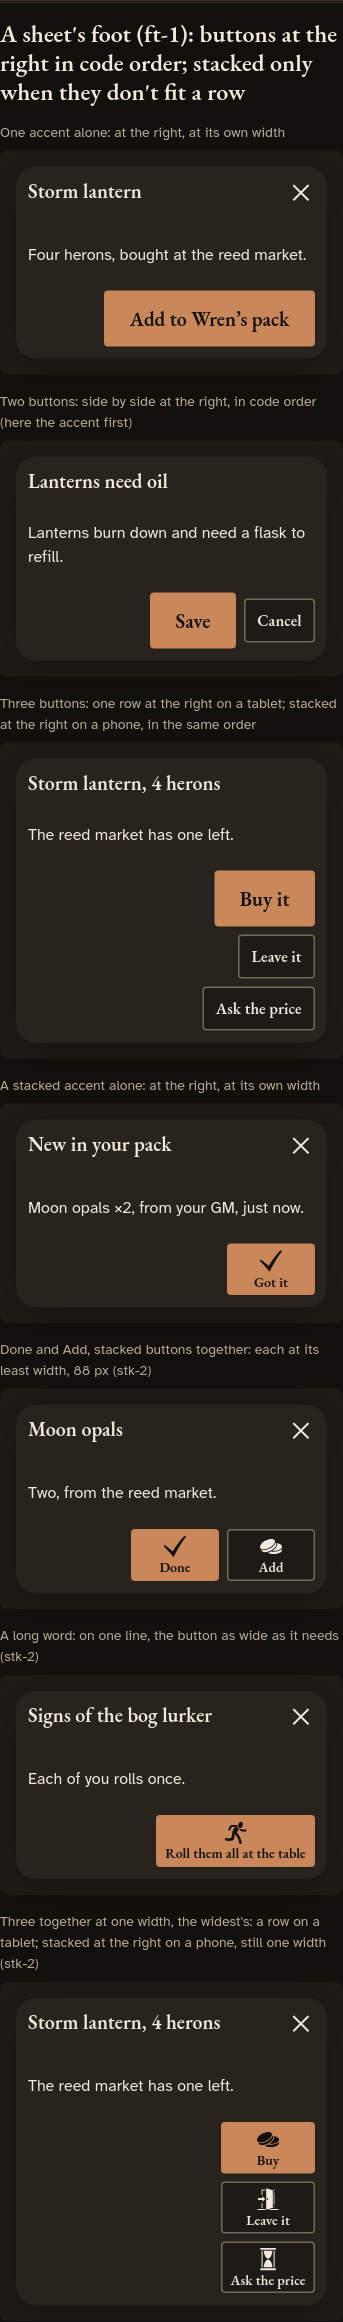 A sheet's foot (ft-1): buttons at the
right in code order; stacked only
when they don't fit a row
One accent alone: at the right, at its own width
Storm lantern
Four herons, bought at the reed market.
Add to Wren’s pack
Two buttons: side by side at the right, in code order
(here the accent first)
Lanterns need oil
Lanterns burn down and need a flask to
refill.
Save
Cancel
Three buttons: one row at the right on a tablet; stacked
at the right on a phone, in the same order
Storm lantern, 4 herons
The reed market has one left.
Buy it
Leave it
Ask the price
A stacked accent alone: at the right, at its own width
New in your pack
Moon opals ×2, from your GM, just now.
Got it
Done and Add, stacked buttons together: each at its
least width, 88 px (stk-2)
Moon opals
Two, from the reed market.
Done
Add
A long word: on one line, the button as wide as it needs
(stk-2)
Signs of the bog lurker
Each of you rolls once.
Roll them all at the table
Three together at one width, the widest's: a row on a
tablet; stacked at the right on a phone, still one width
(stk-2)
Storm lantern, 4 herons
The reed market has one left.
Buy
Leave it
Ask the price